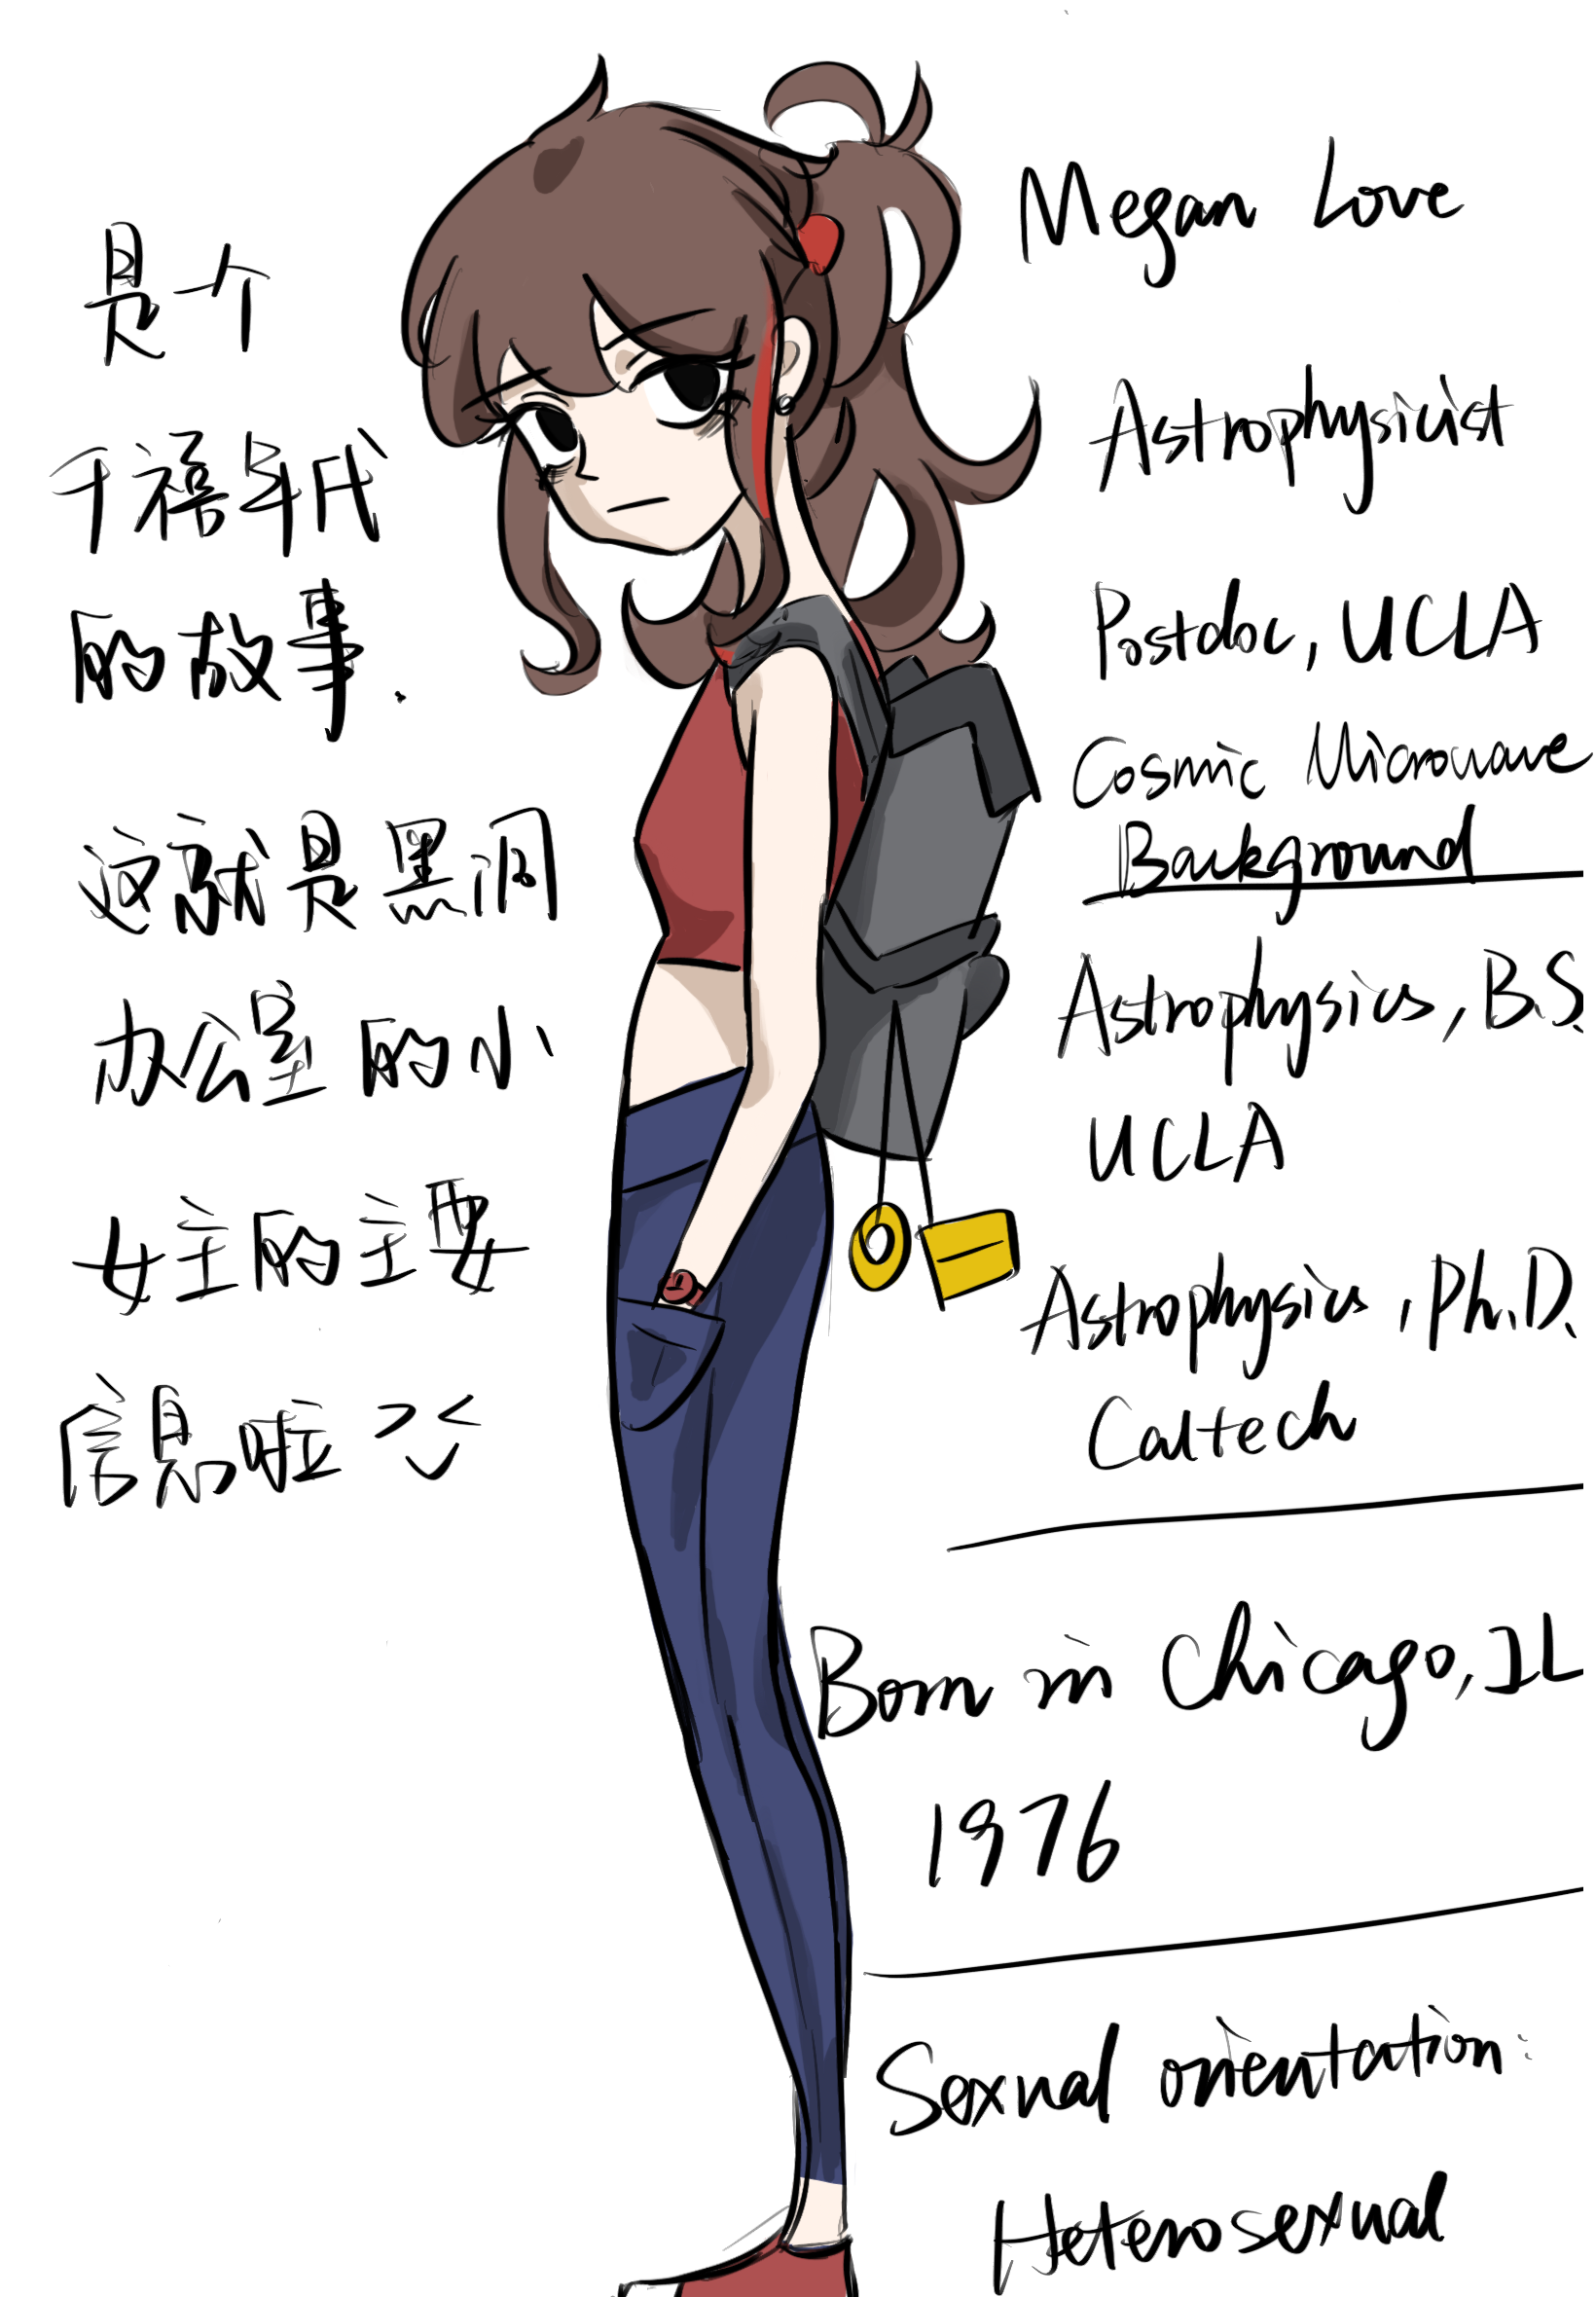 是个
千禧年代
的故事.
这就是黑洞
办公室的小
女主的主要
信息啦
Megan Love
Astrophysicist
Postdoc, UCLA
Cosmic Microwave
Background
Astrophysics, B.S.
UCLA
Astrophysics, Ph.D.
Caltech
Born in Chicago, IL
1976
Sexual orientation:
Heterosexual